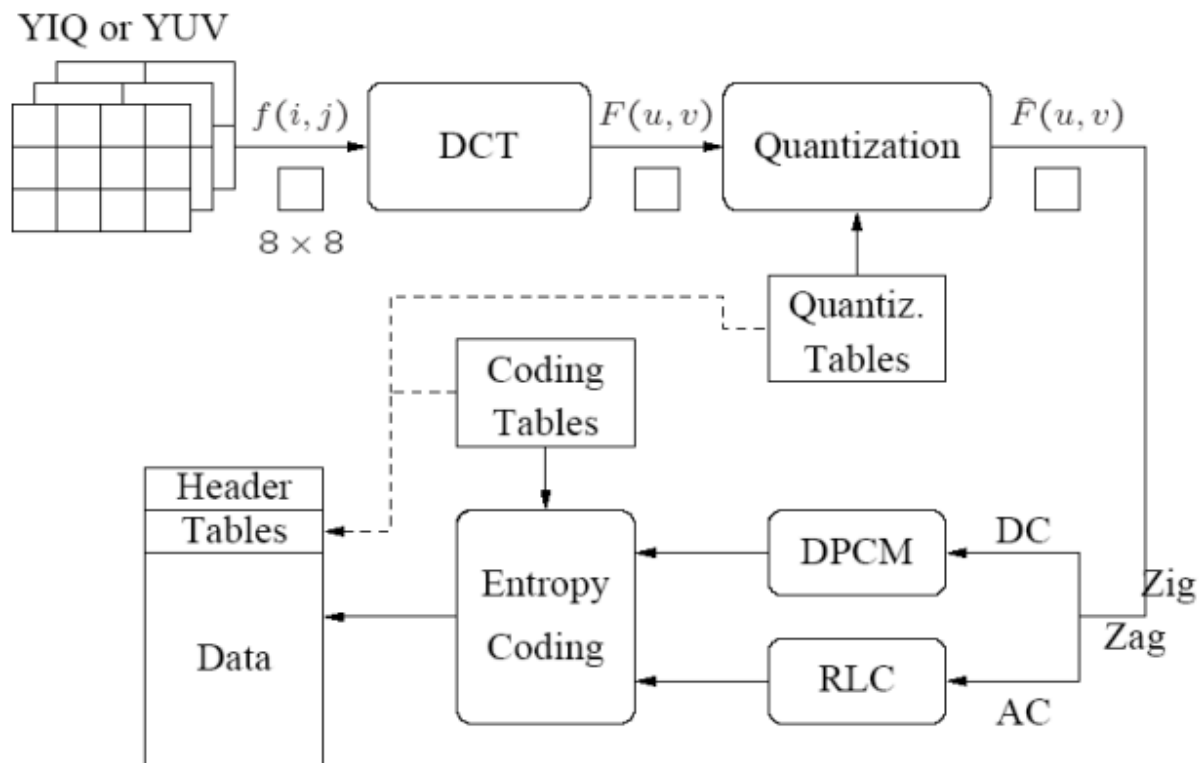 YIQ or YUV
f(i, j)
DCT
F(u, v)
Quantization
F̂(u, v)
8 × 8
Quantiz.
Tables
Coding
Tables
Header
Tables
Data
Entropy
Coding
DPCM
DC
Zig
Zag
RLC
AC